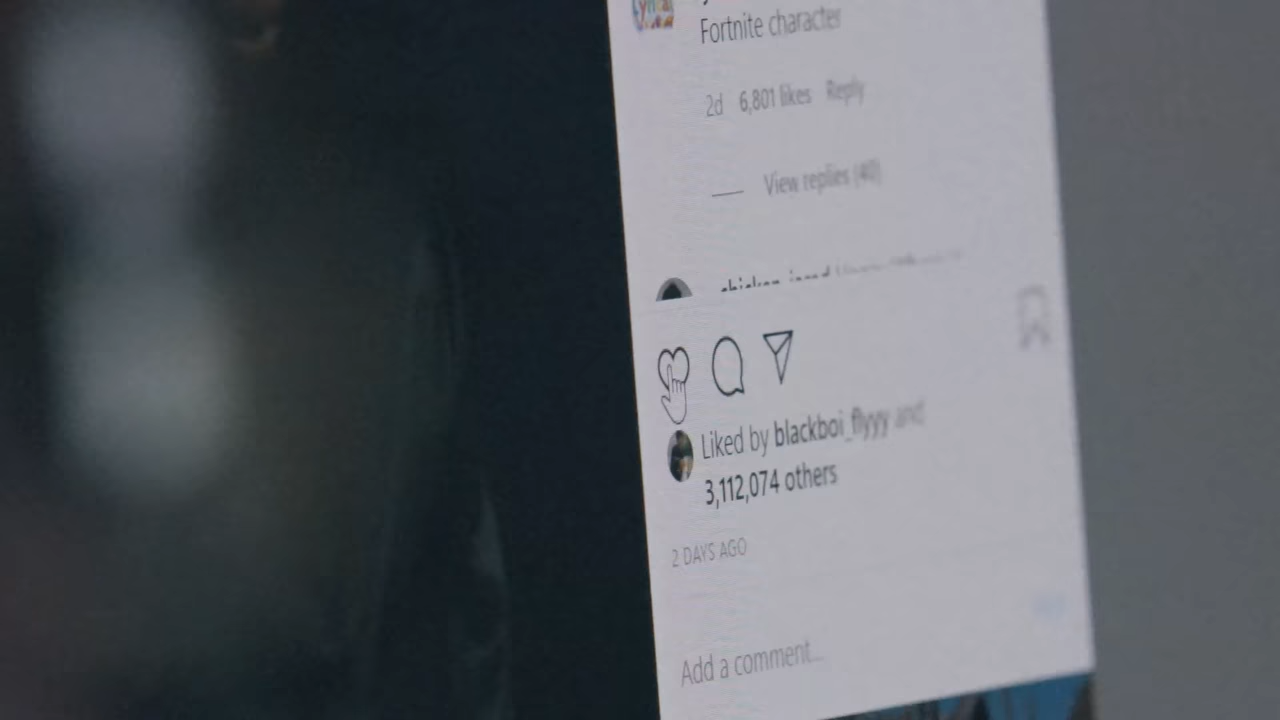 Fortnite character
2d 6,801 likes Reply
View replies (40)
Liked by blackboi_flyyy and
3,112,074 others
2 DAYS AGO
Add a comment...